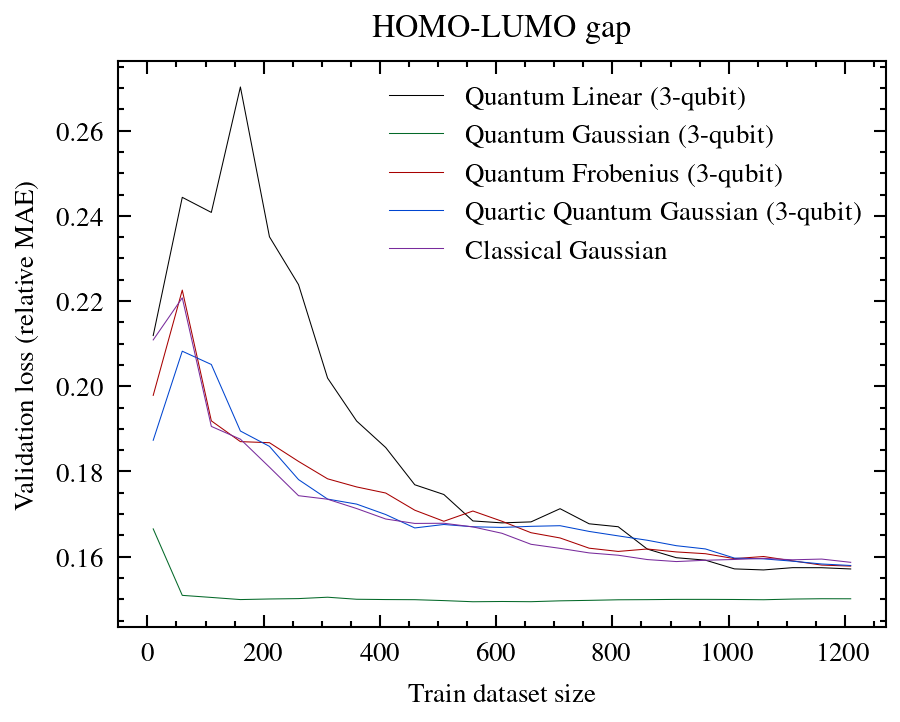 HOMO-LUMO gap
Quantum Linear (3-qubit)
Quantum Gaussian (3-qubit)
Quantum Frobenius (3-qubit)
Quartic Quantum Gaussian (3-qubit)
Classical Gaussian
Validation loss (relative MAE)
0.26
0.24
0.22
0.20
0.18
0.16
0 200 400 600 800 1000 1200
Train dataset size